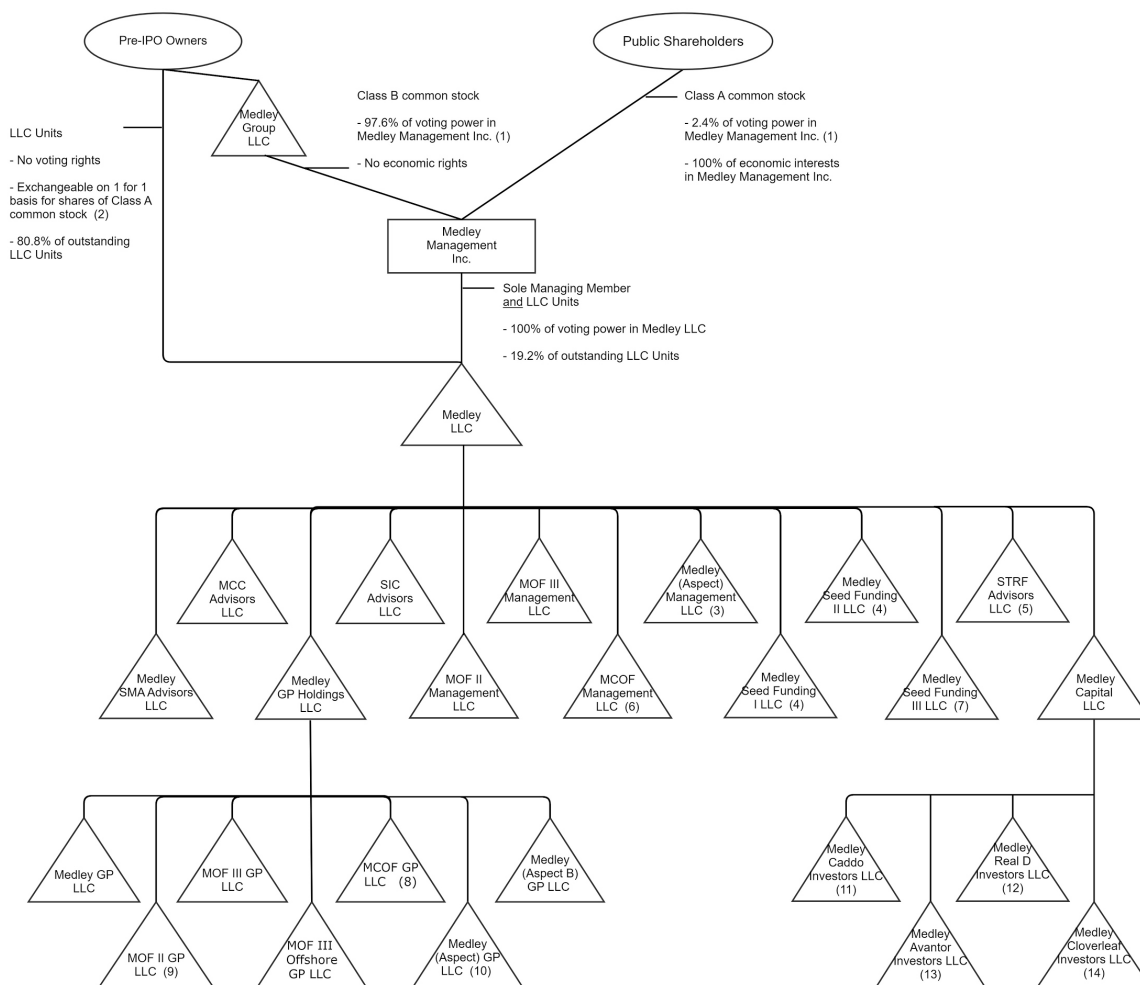 Pre-IPO Owners
Public Shareholders
Medley
Group
LLC
Class B common stock
- 97.6% of voting power in
Medley Management Inc. (1)
- No economic rights
Class A common stock
- 2.4% of voting power in
Medley Management Inc. (1)
- 100% of economic interests
in Medley Management Inc.
LLC Units
- No voting rights
- Exchangeable on 1 for 1
basis for shares of Class A
common stock (2)
- 80.8% of outstanding
LLC Units
Medley
Management
Inc.
Sole Managing Member
and LLC Units
- 100% of voting power in Medley LLC
- 19.2% of outstanding LLC Units
Medley
LLC
MCC
Advisors
LLC
SIC
Advisors
LLC
MOF III
Management
LLC
Medley
(Aspect)
Management
LLC (3)
Medley
Seed Funding
II LLC (4)
STRF
Advisors
LLC (5)
Medley
SMA Advisors
LLC
Medley
GP Holdings
LLC
MOF II
Management
LLC
MCOF
Management
LLC (6)
Medley
Seed Funding
I LLC (4)
Medley
Seed Funding
III LLC (7)
Medley
Capital
LLC
Medley GP
LLC
MOF III GP
LLC
MCOF GP
LLC (8)
Medley
(Aspect B)
GP LLC
Medley
Caddo
Investors LLC
(11)
Medley
Real D
Investors LLC
(12)
MOF II GP
LLC (9)
MOF III
Offshore
GP LLC
Medley
(Aspect) GP
LLC (10)
Medley
Avantor
Investors LLC
(13)
Medley
Cloverleaf
Investors LLC
(14)